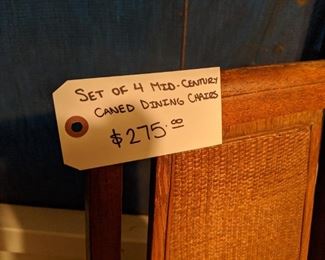 SET OF 4 MID-CENTURY
CANED DINING CHAIRS
$275.00